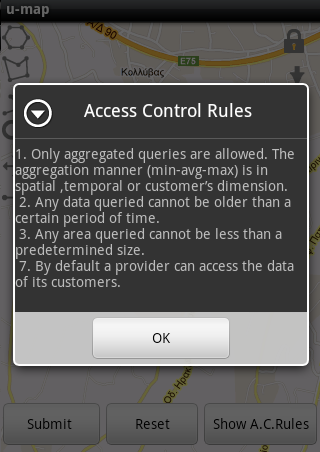 u-map
Α/Δ 90
Κολλύβας
E75
Access Control Rules
1. Only aggregated queries are allowed. The
aggregation manner (min-avg-max) is in
spatial ,temporal or customer's dimension.
2. Any data queried cannot be older than a
certain period of time.
3. Any area queried cannot be less than a
predetermined size.
7. By default a provider can access the data
of its customers.
OK
Οδ. Ηρακ
Submit
Reset
Show A.C.Rules